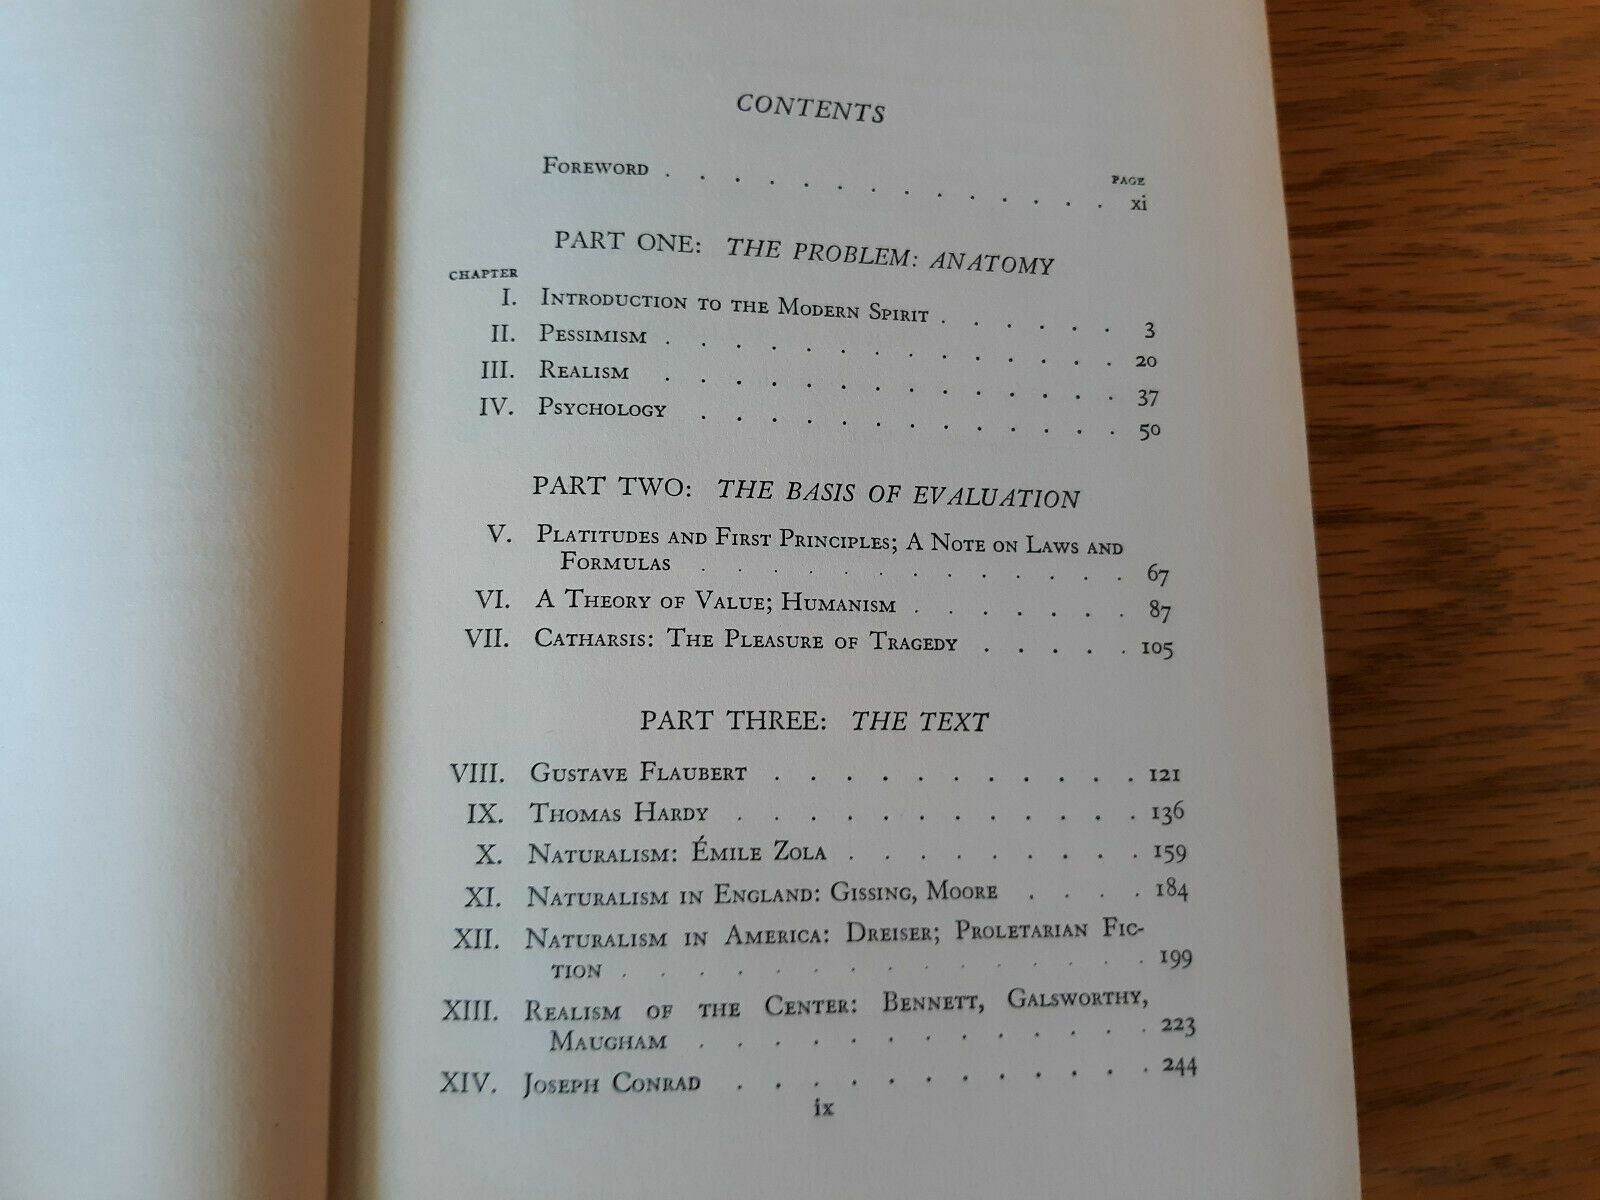 CONTENTS
PAGE
FOREWORD . . . . . . . . . . . . . . xi
PART ONE: THE PROBLEM: ANATOMY
CHAPTER
I. INTRODUCTION TO THE MODERN SPIRIT . . . . . . 3
II. PESSIMISM . . . . . . . . . . . . . . 20
III. REALISM . . . . . . . . . . . . . . 37
IV. PSYCHOLOGY . . . . . . . . . . . . . 50
PART TWO: THE BASIS OF EVALUATION
V. PLATITUDES AND FIRST PRINCIPLES; A NOTE ON LAWS AND
FORMULAS . . . . . . . . . . . . . 67
VI. A THEORY OF VALUE; HUMANISM . . . . . . . 87
VII. CATHARSIS: THE PLEASURE OF TRAGEDY . . . . . 105
PART THREE: THE TEXT
VIII. GUSTAVE FLAUBERT . . . . . . . . . . . 121
IX. THOMAS HARDY . . . . . . . . . . . . 136
X. NATURALISM: ÉMILE ZOLA . . . . . . . . . 159
XI. NATURALISM IN ENGLAND: GISSING, MOORE . . . . 184
XII. NATURALISM IN AMERICA: DREISER; PROLETARIAN FIC-
TION . . . . . . . . . . . . . . 199
XIII. REALISM OF THE CENTER: BENNETT, GALSWORTHY,
MAUGHAM . . . . . . . . . . . . . 223
XIV. JOSEPH CONRAD . . . . . . . . . . . . 244
ix